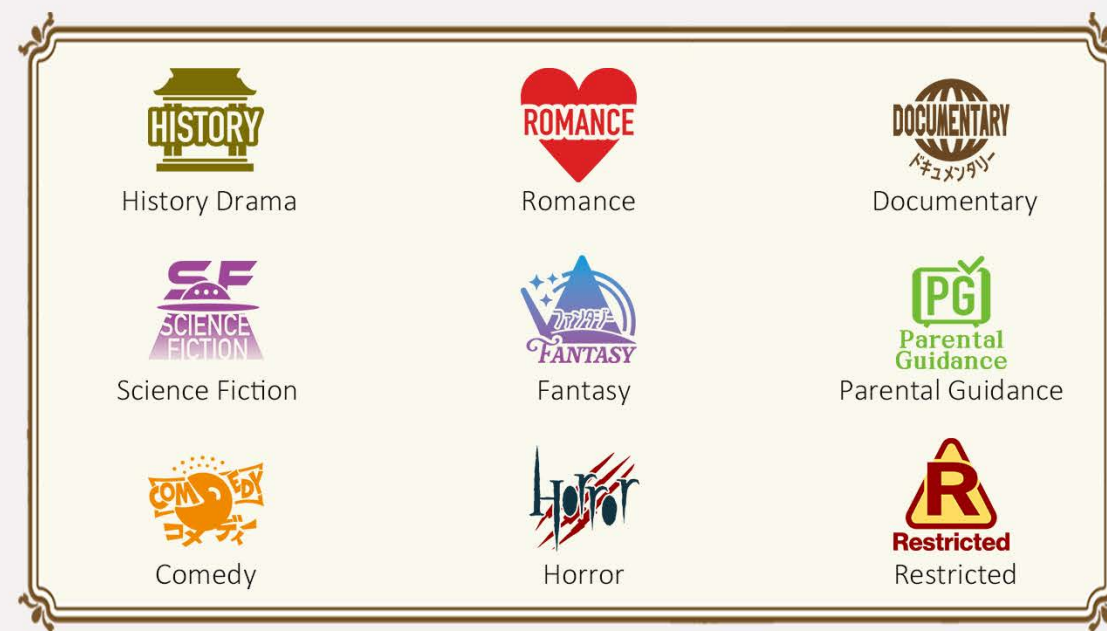 HISTORY
History Drama
ROMANCE
Romance
DOCUMENTARY
ドキュメンタリー
Documentary
SF
SCIENCE
FICTION
Science Fiction
ファンタジー
FANTASY
Fantasy
PG
Parental
Guidance
Parental Guidance
COMEDY
コメディー
Comedy
Horror
Horror
R
Restricted
Restricted